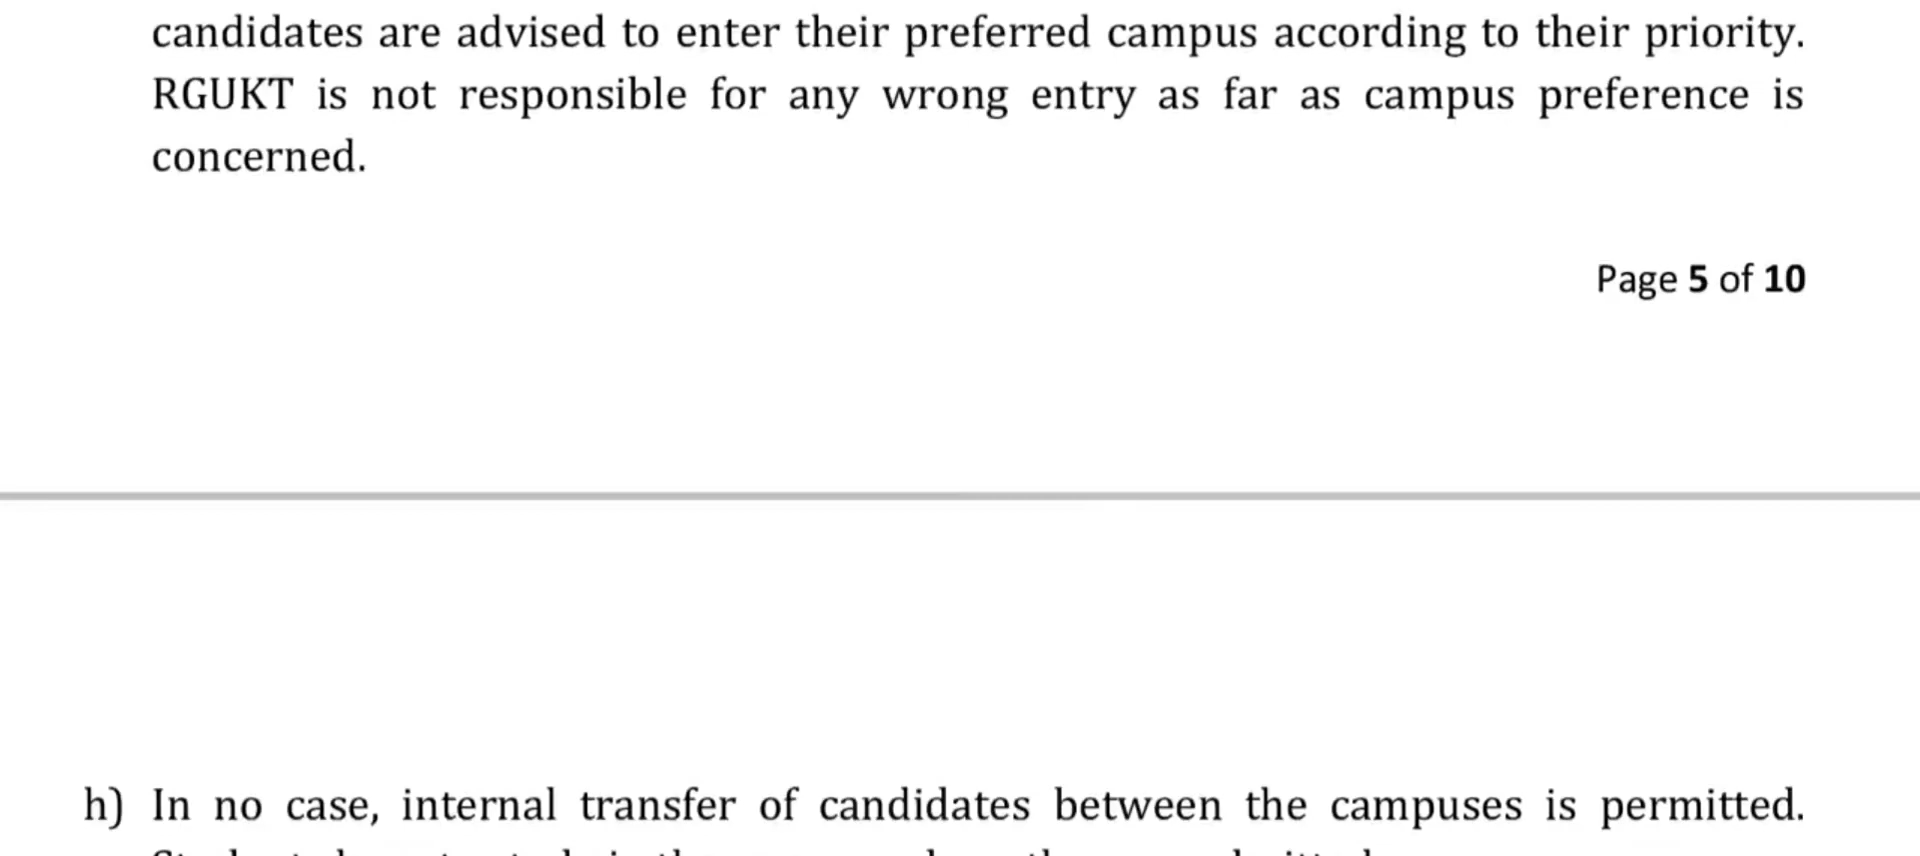 candidates are advised to enter their preferred campus according to their priority.
RGUKT is not responsible for any wrong entry as far as campus preference is
concerned.
Page 5 of 10
h) In no case, internal transfer of candidates between the campuses is permitted.